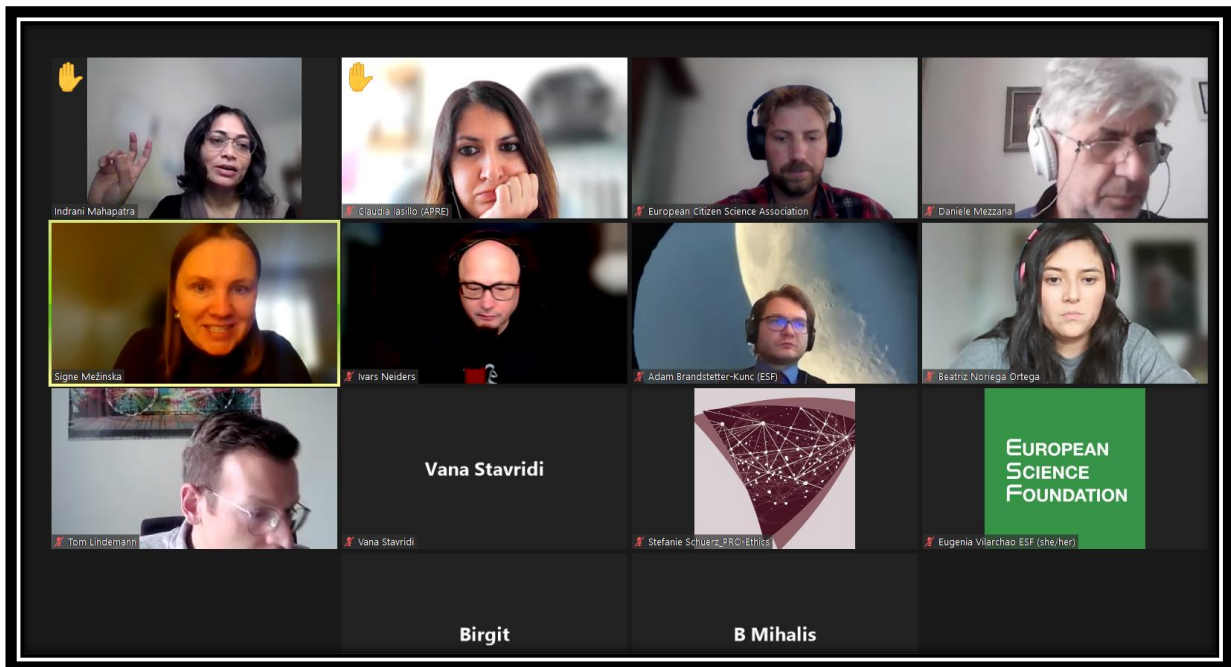 Indrani Mahapatra
Claudia Iasillo (APRE)
European Citizen Science Association
Daniele Mezzana
Signe Mežinska
Ivars Neiders
Adam Brandstetter-Kunc (ESF)
Beatriz Noriega Ortega
Tom Lindemann
Vana Stavridi
Vana Stavridi
Stefanie Schuerz_PRO-Ethics
EUROPEAN
SCIENCE
FOUNDATION
Eugenia Vilarchao ESF (she/her)
Birgit
B Mihalis